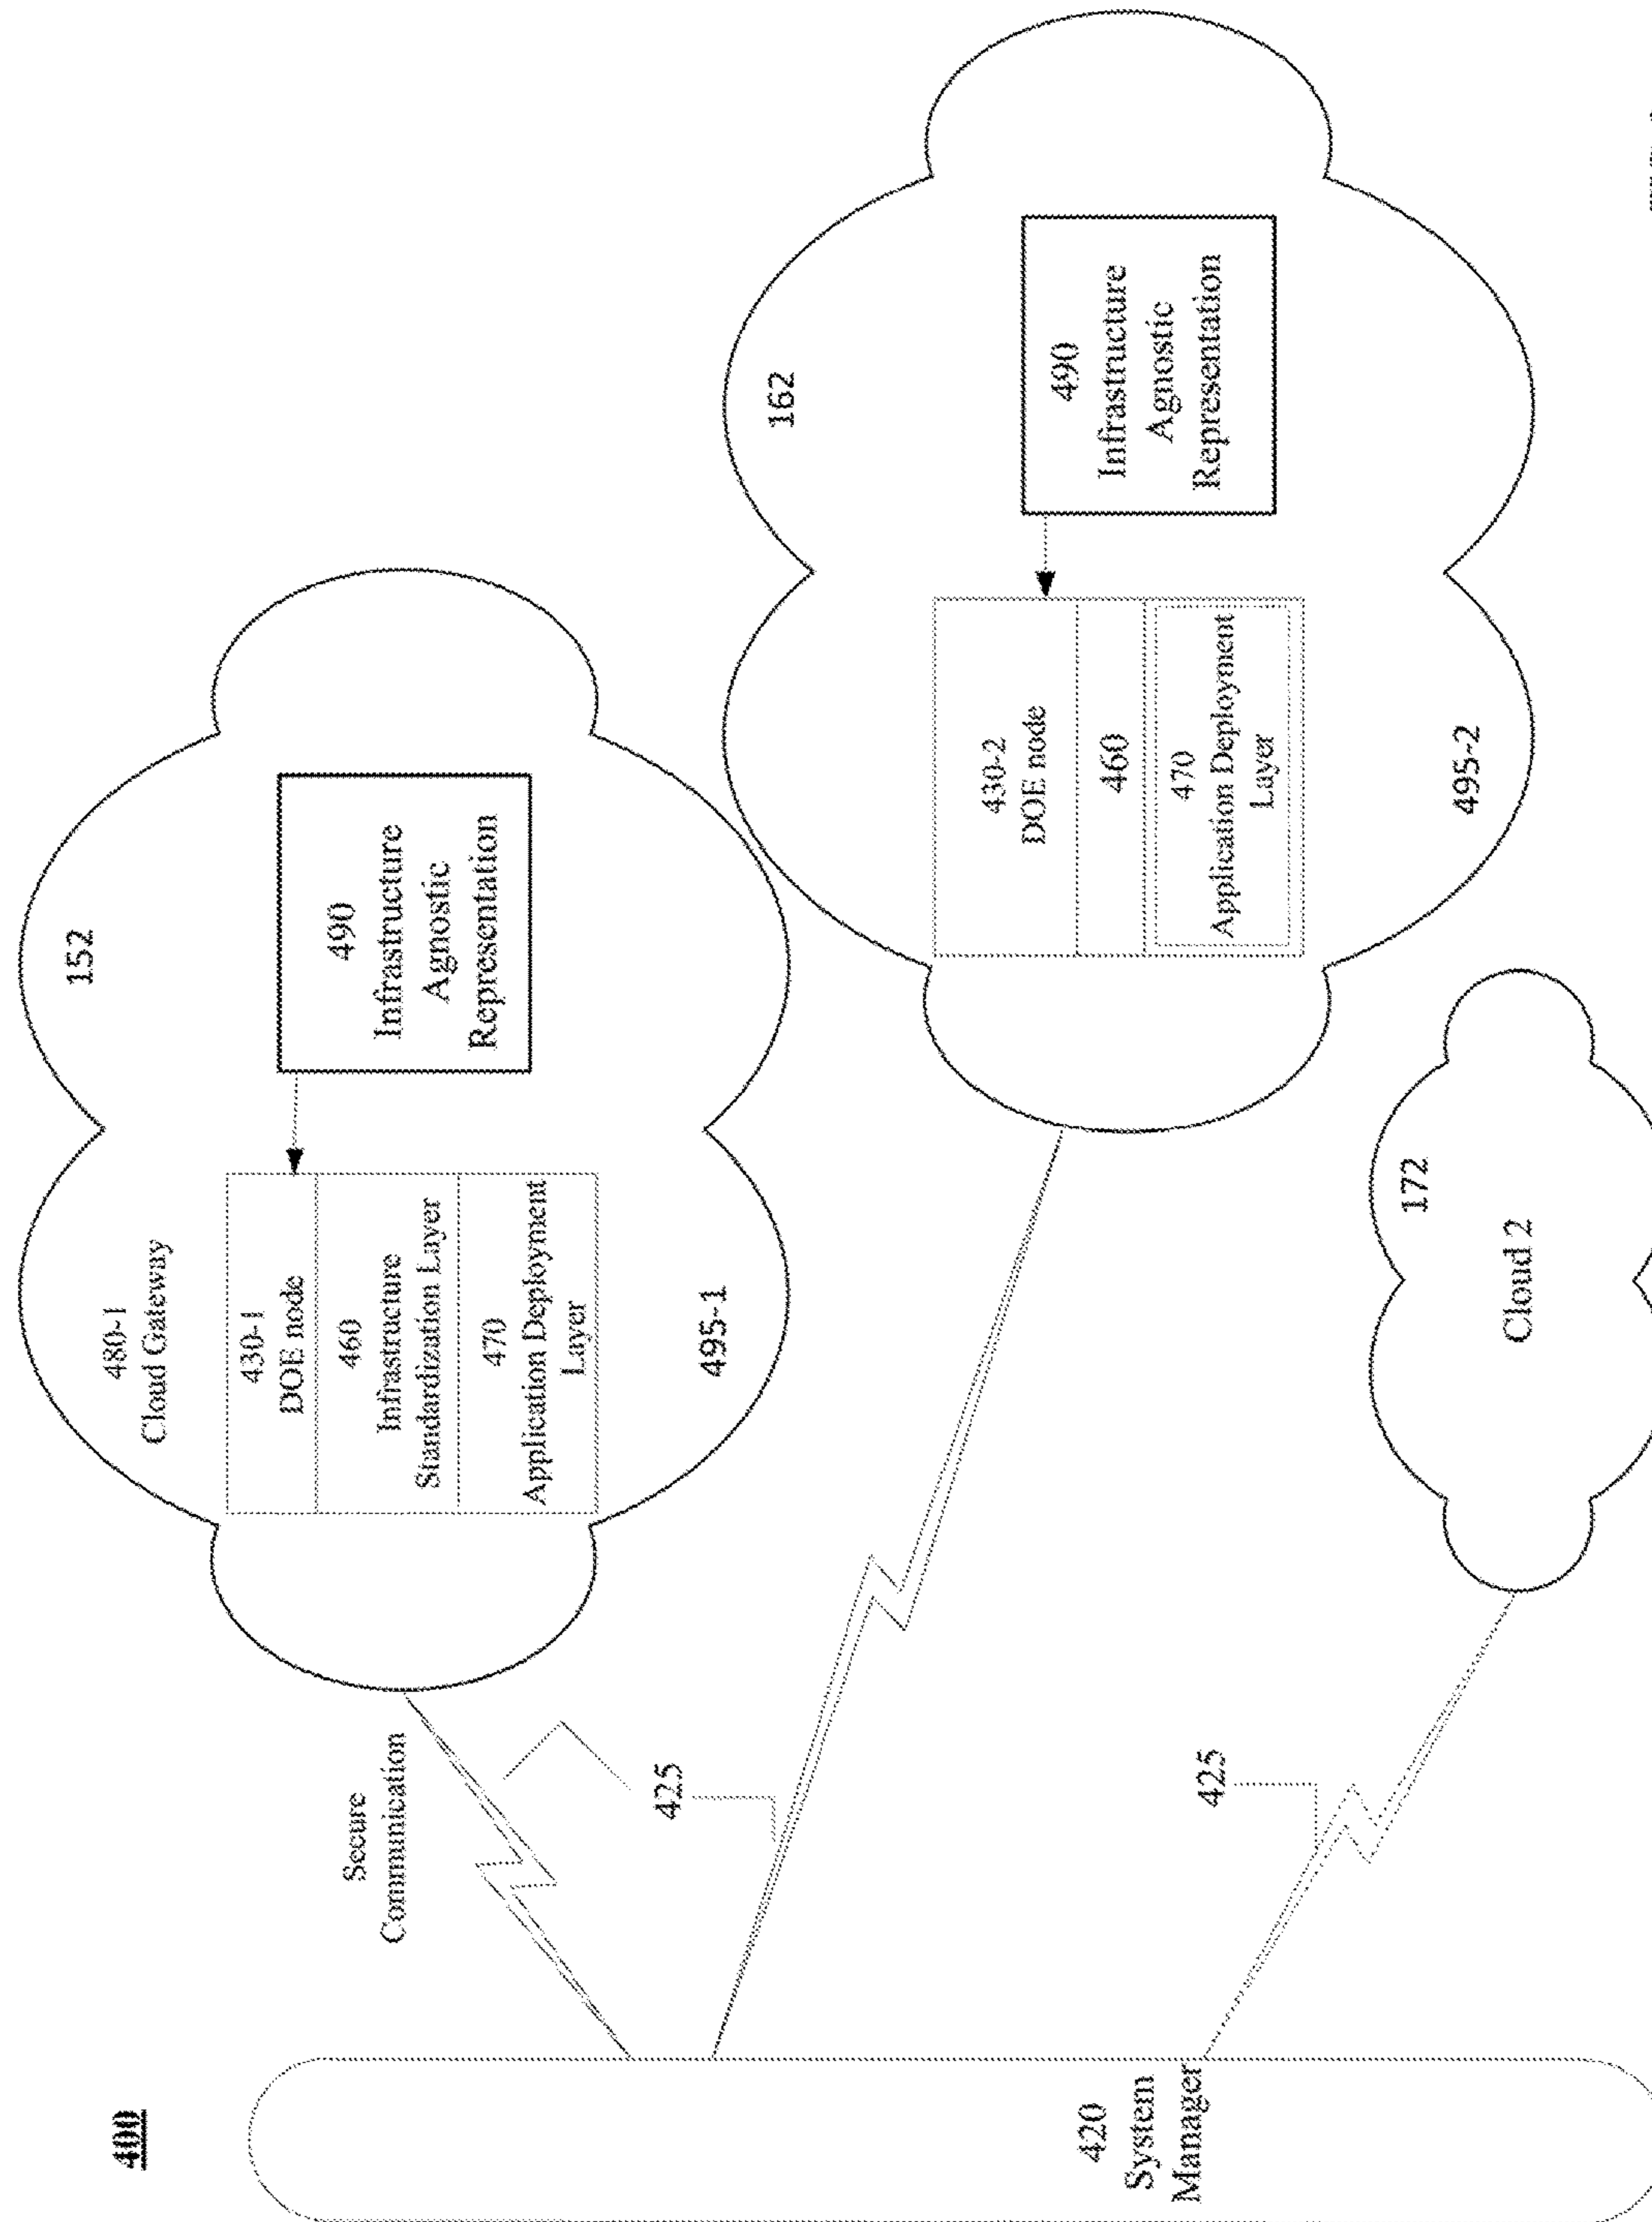 400
420
System
Manager
Secure
Communication
425
425
152
480-1
Cloud Gateway
430-1
DOE node
460
Infrastructure
Standardization Layer
470
Application Deployment
Layer
490
Infrastructure
Agnostic
Representation
495-1
162
430-2
DOE node
460
470
Application Deployment
Layer
490
Infrastructure
Agnostic
Representation
495-2
172
Cloud 2